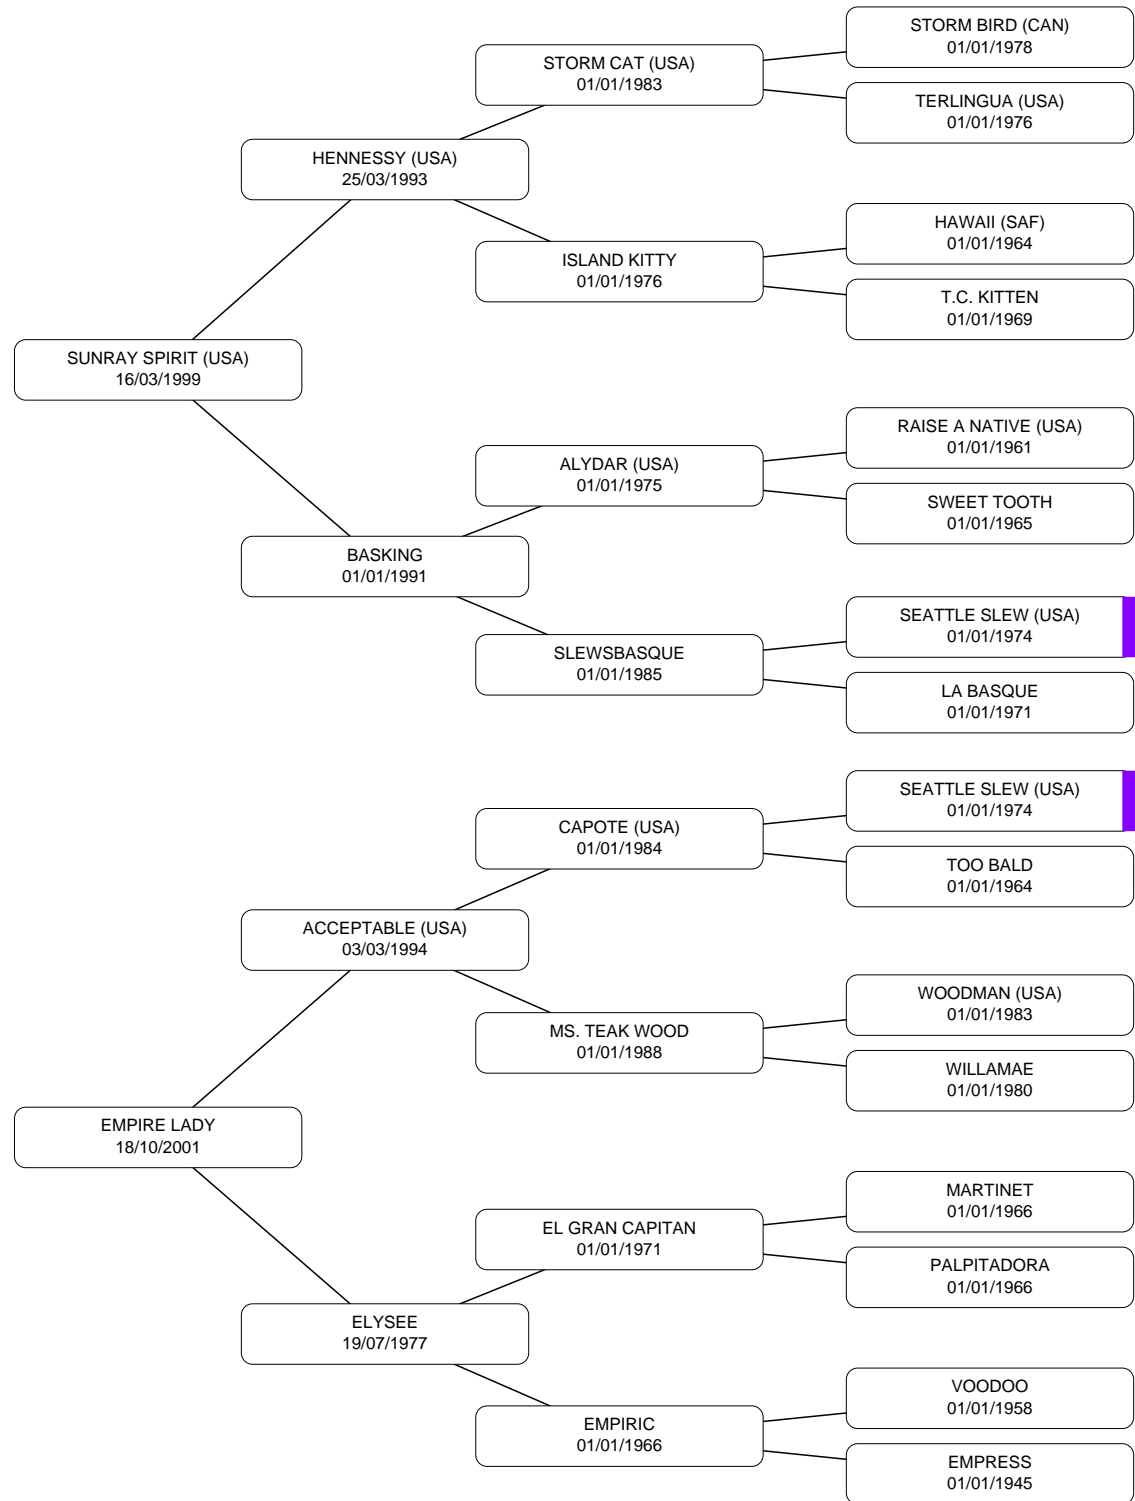 STORM BIRD (CAN)
01/01/1978
STORM CAT (USA)
01/01/1983
TERLINGUA (USA)
01/01/1976
HENNESSY (USA)
25/03/1993
HAWAII (SAF)
01/01/1964
ISLAND KITTY
01/01/1976
T.C. KITTEN
01/01/1969
SUNRAY SPIRIT (USA)
16/03/1999
RAISE A NATIVE (USA)
01/01/1961
ALYDAR (USA)
01/01/1975
SWEET TOOTH
01/01/1965
BASKING
01/01/1991
SEATTLE SLEW (USA)
01/01/1974
SLEWSBASQUE
01/01/1985
LA BASQUE
01/01/1971
SEATTLE SLEW (USA)
01/01/1974
CAPOTE (USA)
01/01/1984
TOO BALD
01/01/1964
ACCEPTABLE (USA)
03/03/1994
WOODMAN (USA)
01/01/1983
MS. TEAK WOOD
01/01/1988
WILLAMAE
01/01/1980
EMPIRE LADY
18/10/2001
MARTINET
01/01/1966
EL GRAN CAPITAN
01/01/1971
PALPITADORA
01/01/1966
ELYSEE
19/07/1977
VOODOO
01/01/1958
EMPIRIC
01/01/1966
EMPRESS
01/01/1945